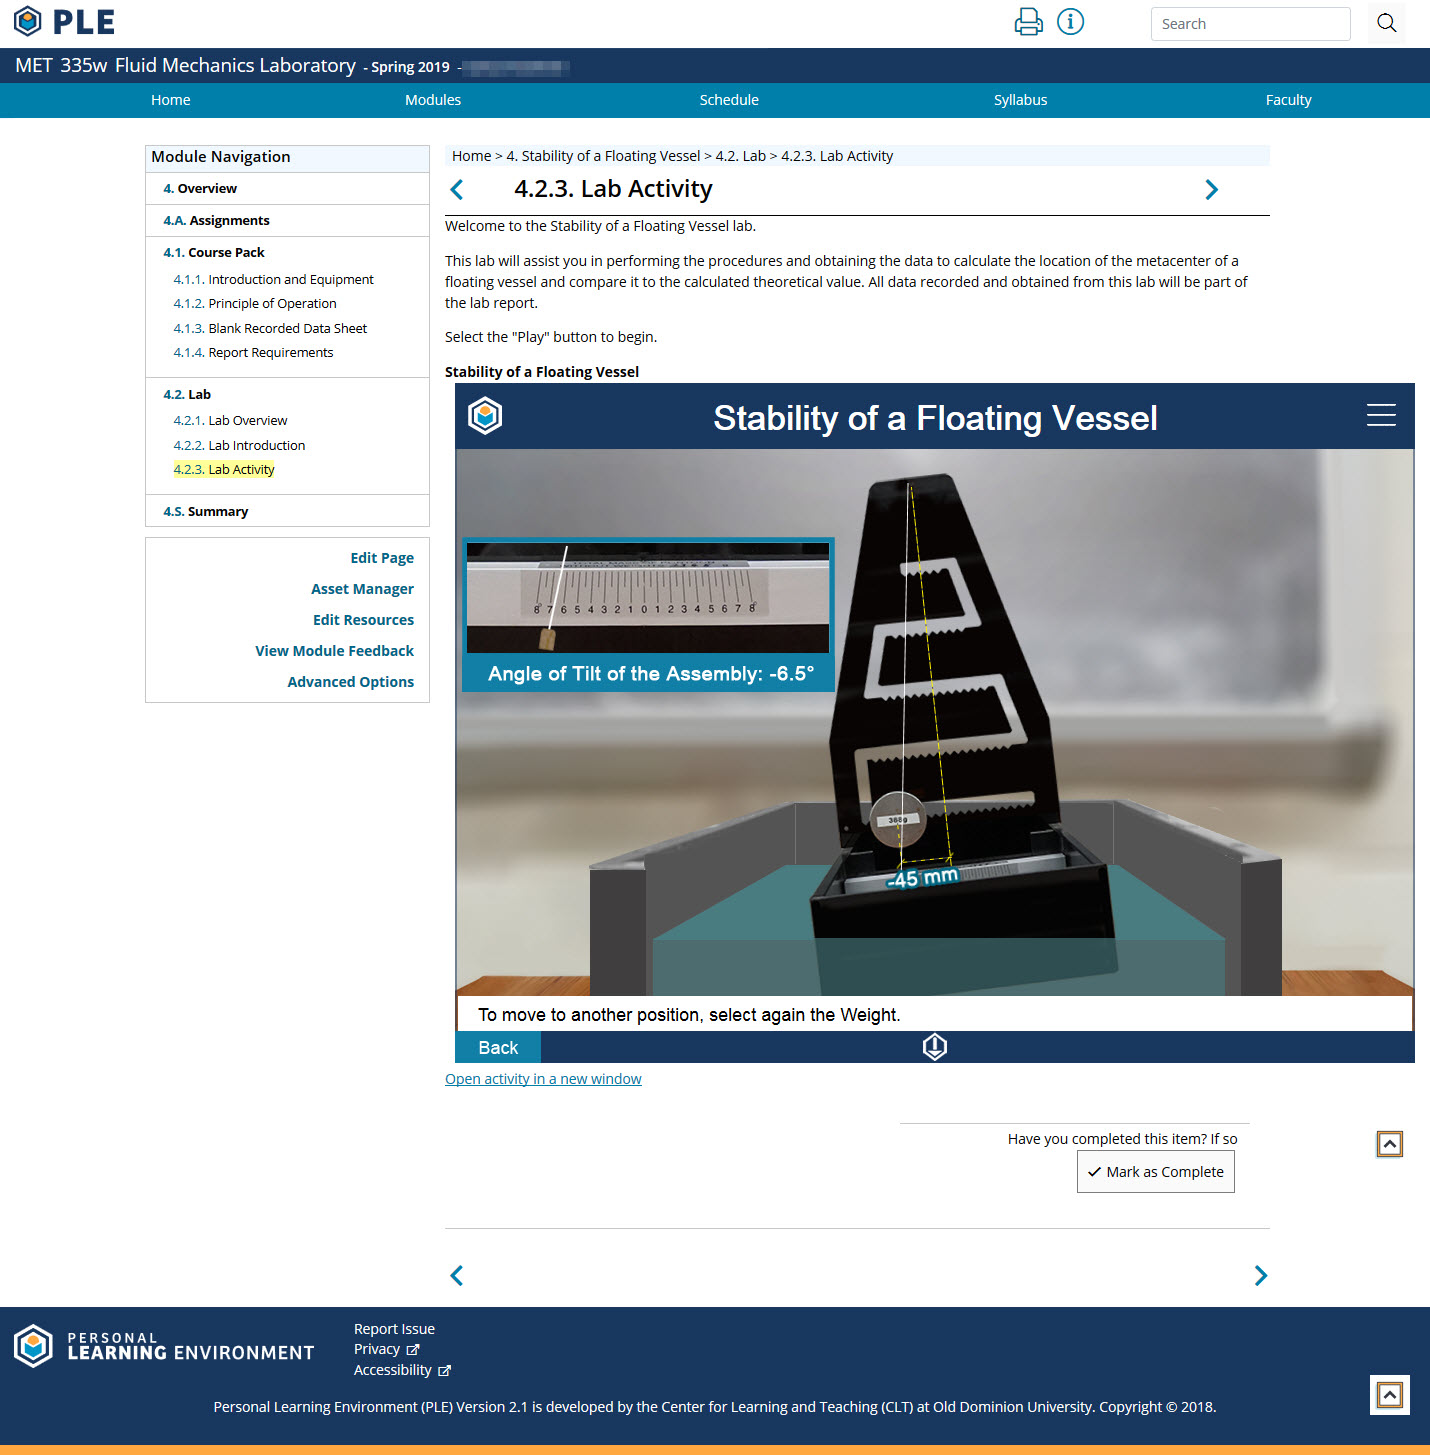 PLE
Search
MET 335w Fluid Mechanics Laboratory - Spring 2019 -
Home
Modules
Schedule
Syllabus
Faculty
Module Navigation
4. Overview
4.A. Assignments
4.1. Course Pack
4.1.1. Introduction and Equipment
4.1.2. Principle of Operation
4.1.3. Blank Recorded Data Sheet
4.1.4. Report Requirements
4.2. Lab
4.2.1. Lab Overview
4.2.2. Lab Introduction
4.2.3. Lab Activity
4.S. Summary
Edit Page
Asset Manager
Edit Resources
View Module Feedback
Advanced Options
Home > 4. Stability of a Floating Vessel > 4.2. Lab > 4.2.3. Lab Activity
4.2.3. Lab Activity
Welcome to the Stability of a Floating Vessel lab.
This lab will assist you in performing the procedures and obtaining the data to calculate the location of the metacenter of a
floating vessel and compare it to the calculated theoretical value. All data recorded and obtained from this lab will be part of
the lab report.
Select the "Play" button to begin.
Stability of a Floating Vessel
Stability of a Floating Vessel
8° 7 6 5 4 3 2 1 0 1 2 3 4 5 6 7 8°
Angle of Tilt of the Assembly: -6.5°
-45 mm
To move to another position, select again the Weight.
Back
Open activity in a new window
Have you completed this item? If so
Mark as Complete
PERSONAL
LEARNING ENVIRONMENT
Report Issue
Privacy
Accessibility
Personal Learning Environment (PLE) Version 2.1 is developed by the Center for Learning and Teaching (CLT) at Old Dominion University. Copyright © 2018.